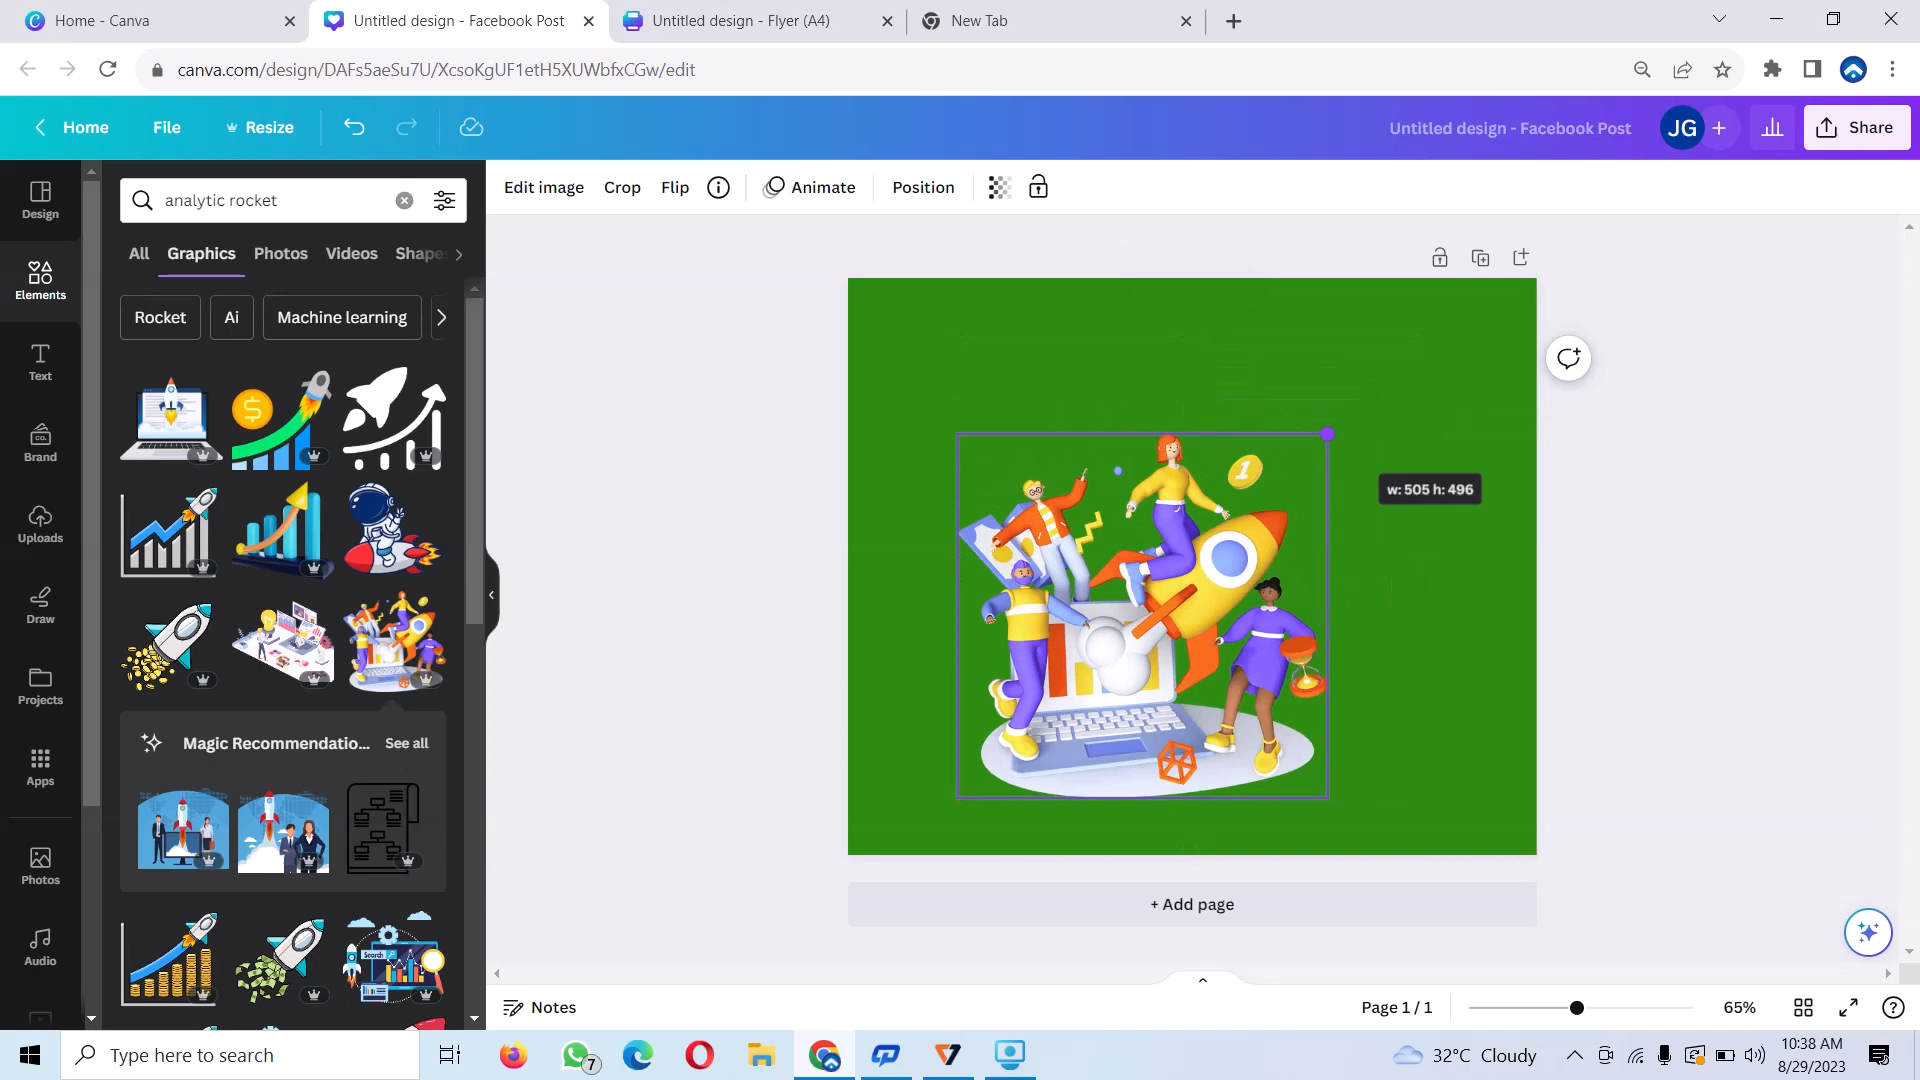 Home - Canva
Untitled design - Facebook Post
Untitled design - Flyer (A4)
New Tab
canva.com/design/DAFs5aeSu7U/XcsoKgUF1etH5XUWbfxCGw/edit
Home
File
Resize
Untitled design - Facebook Post
JG
+
Share
Design
Elements
Text
Brand
Uploads
Draw
Projects
Apps
Photos
Audio
analytic rocket
All
Graphics
Photos
Videos
Shape
Rocket
Ai
Machine learning
Magic Recommendatio...
See all
Search
Edit image
Crop
Flip
Animate
Position
1
w: 505 h: 496
+ Add page
Notes
Page 1 / 1
65%
Type here to search
7
32°C Cloudy
10:38 AM
8/29/2023